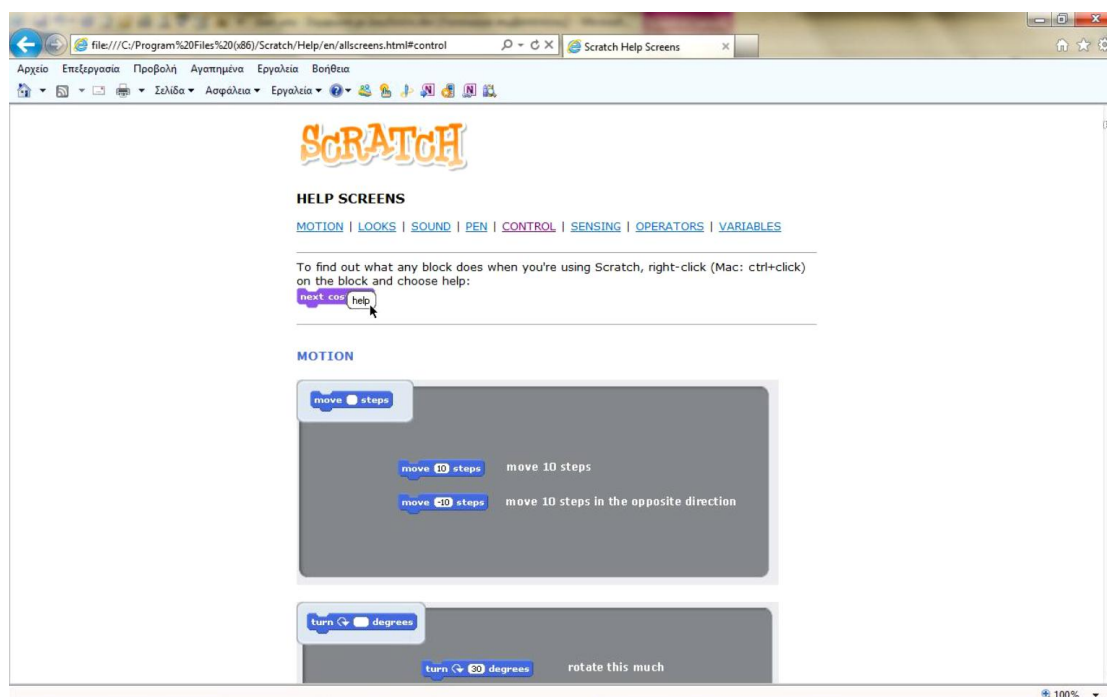 file:///C:/Program%20Files%20(x86)/Scratch/Help/en/allscreens.html#control
Scratch Help Screens
Αρχείο Επεξεργασία Προβολή Αγαπημένα Εργαλεία Βοήθεια
Σελίδα Ασφάλεια Εργαλεία
SCRATCH
HELP SCREENS
MOTION | LOOKS | SOUND | PEN | CONTROL | SENSING | OPERATORS | VARIABLES
To find out what any block does when you're using Scratch, right-click (Mac: ctrl+click)
on the block and choose help:
next cos help
MOTION
move steps
move 10 steps move 10 steps
move -10 steps move 10 steps in the opposite direction
turn degrees
turn 30 degrees rotate this much
100%